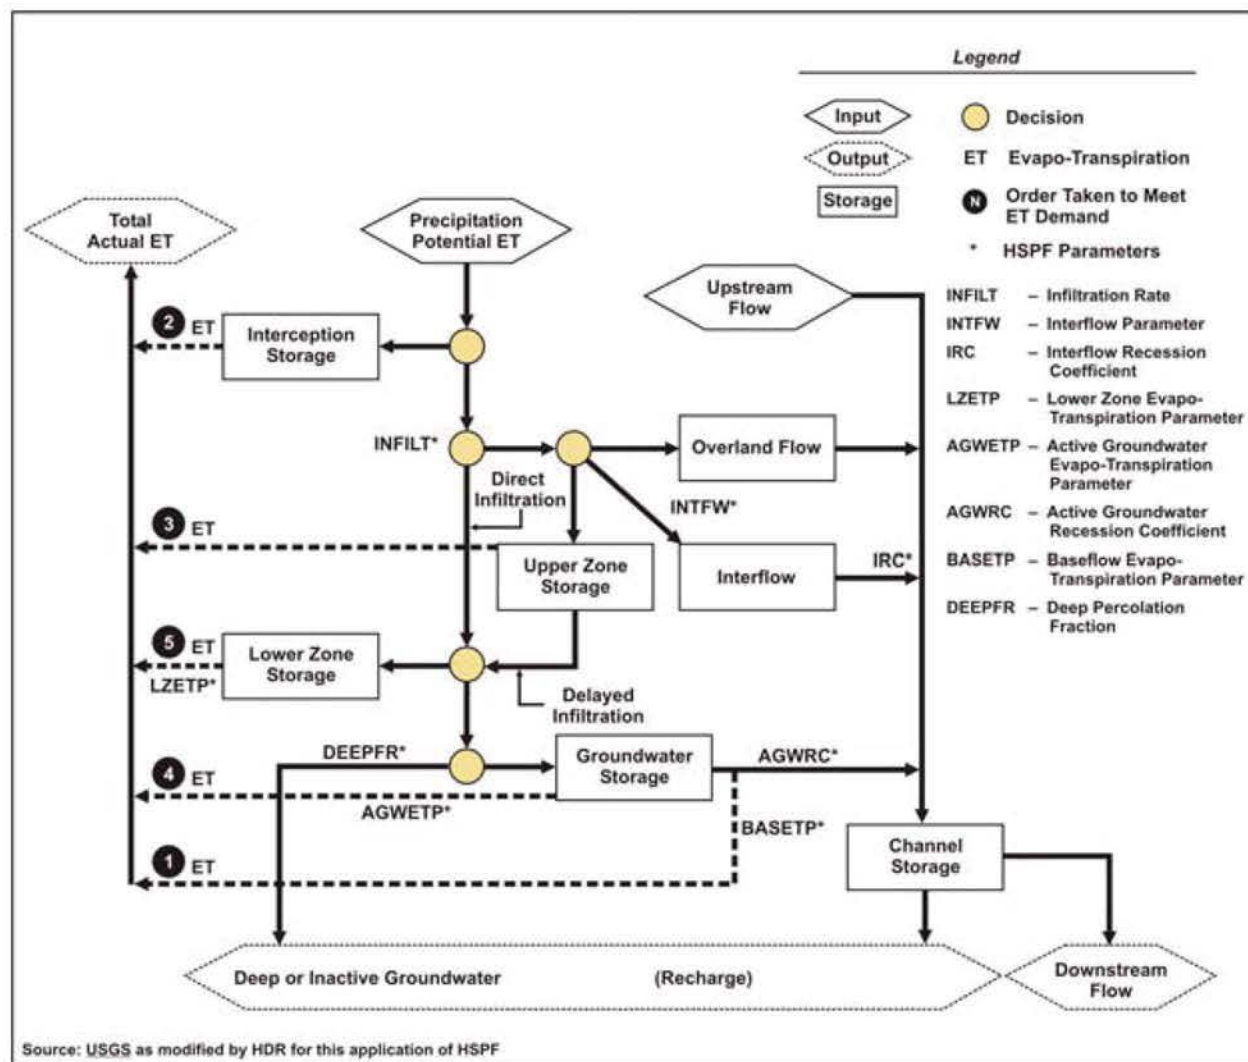 Legend
Input
Decision
Output
ET Evapo-Transpiration
Storage
N Order Taken to Meet
ET Demand
* HSPF Parameters
INFILT – Infiltration Rate
INTFW – Interflow Parameter
IRC – Interflow Recession
Coefficient
LZETP – Lower Zone Evapo-
Transpiration Parameter
AGWETP – Active Groundwater
Evapo-Transpiration
Parameter
AGWRC – Active Groundwater
Recession Coefficient
BASETP – Baseflow Evapo-
Transpiration Parameter
DEEPFR – Deep Percolation
Fraction
Total
Actual ET
Precipitation
Potential ET
Upstream
Flow
2 ET
Interception
Storage
INFILT*
Overland Flow
Direct
Infiltration
INTFW*
3 ET
Upper Zone
Storage
Interflow
IRC*
5 ET
LZETP*
Lower Zone
Storage
Delayed
Infiltration
DEEPFR*
Groundwater
Storage
AGWRC*
4 ET
AGWETP*
BASETP*
1 ET
Channel
Storage
Deep or Inactive Groundwater (Recharge)
Downstream
Flow
Source: USGS as modified by HDR for this application of HSPF